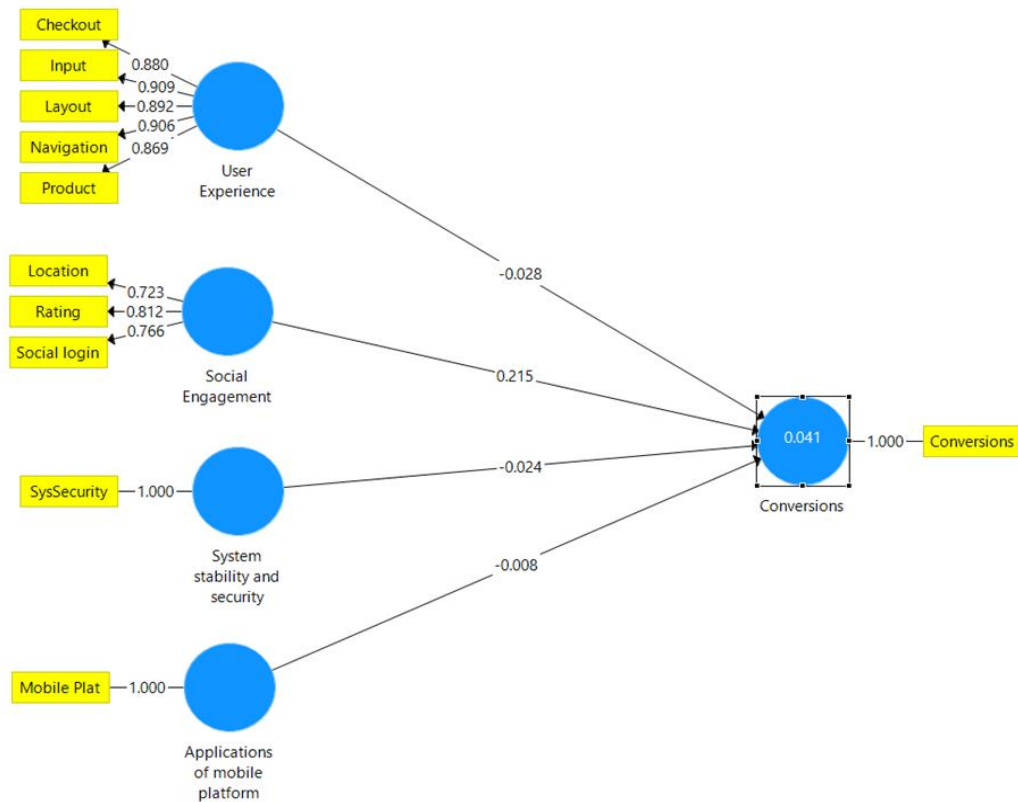 Checkout
0.880
Input
0.909
Layout
0.892
Navigation
0.906
Product
0.869
User
Experience
-0.028
Location
0.723
Rating
0.812
Social login
0.766
Social
Engagement
0.215
0.041
1.000
Conversions
Conversions
SysSecurity
1.000
-0.024
System
stability and
security
-0.008
Mobile Plat
1.000
Applications
of mobile
platform